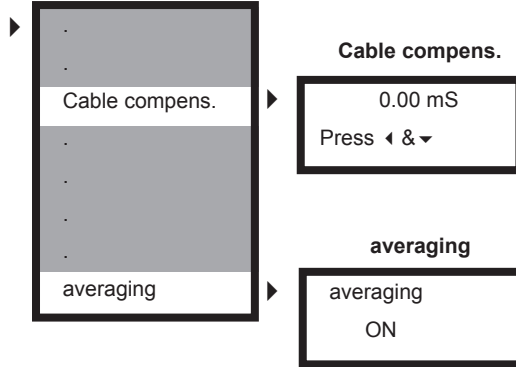 .
.
Cable compens.
.
.
.
.
averaging
Cable compens.
0.00 mS
Press ◂ & ▾
averaging
averaging
ON